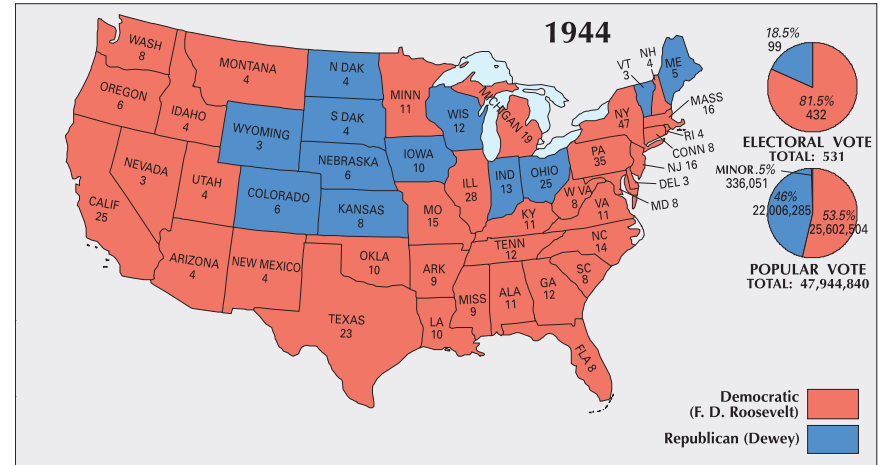 1944
WASH
8
OREGON
6
CALIF
25
NEVADA
3
IDAHO
4
MONTANA
4
WYOMING
3
UTAH
4
COLORADO
6
ARIZONA
4
NEW MEXICO
4
N DAK
4
S DAK
4
NEBRASKA
6
KANSAS
8
OKLA
10
TEXAS
23
MINN
11
IOWA
10
MO
15
ARK
9
LA
10
WIS
12
ILL
28
MICHIGAN 19
IND
13
OHIO
25
KY
11
TENN
12
MISS
9
ALA
11
GA
12
FLA 8
SC
8
NC
14
VA
11
W VA
8
PA
35
NY
47
VT
3
NH
4
ME
5
MASS
16
RI 4
CONN 8
NJ 16
DEL 3
MD 8
18.5%
99
81.5%
432
ELECTORAL VOTE
TOTAL: 531
MINOR .5%
336,051
46%
22,006,285
53.5%
25,602,504
POPULAR VOTE
TOTAL: 47,944,840
Democratic
(F. D. Roosevelt)
Republican (Dewey)